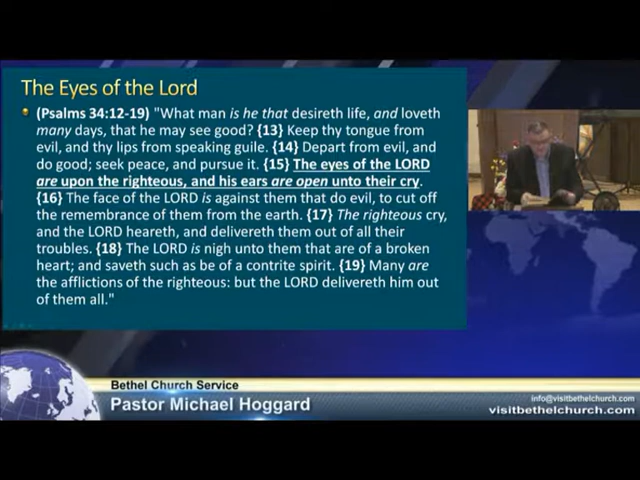 The Eyes of the Lord
(Psalms 34:12-19) "What man is he that desireth life, and loveth
many days, that he may see good? {13} Keep thy tongue from
evil, and thy lips from speaking guile. {14} Depart from evil, and
do good; seek peace, and pursue it. {15} The eyes of the LORD
are upon the righteous, and his ears are open unto their cry.
{16} The face of the LORD is against them that do evil, to cut off
the remembrance of them from the earth. {17} The righteous cry,
and the LORD heareth, and delivereth them out of all their
troubles. {18} The LORD is nigh unto them that are of a broken
heart; and saveth such as be of a contrite spirit. {19} Many are
the afflictions of the righteous: but the LORD delivereth him out
of them all."
Bethel Church Service
Pastor Michael Hoggard
info@visitbethelchurch.com
visitbethelchurch.com